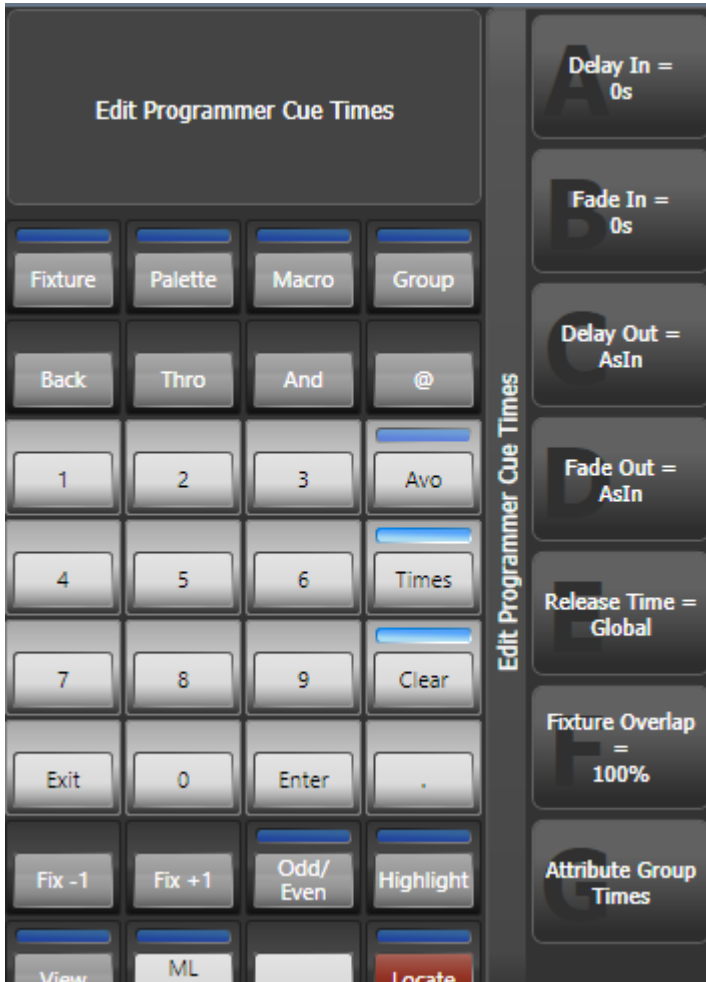 Edit Programmer Cue Times
Fixture
Palette
Macro
Group
Back
Thro
And
@
1
2
3
Avo
4
5
6
Times
7
8
9
Clear
Exit
0
Enter
.
Fix -1
Fix +1
Odd/
Even
Highlight
View
ML
Locate
Edit Programmer Cue Times
A
Delay In =
0s
B
Fade In =
0s
C
Delay Out =
AsIn
D
Fade Out =
AsIn
E
Release Time =
Global
F
Fixture Overlap
=
100%
G
Attribute Group
Times